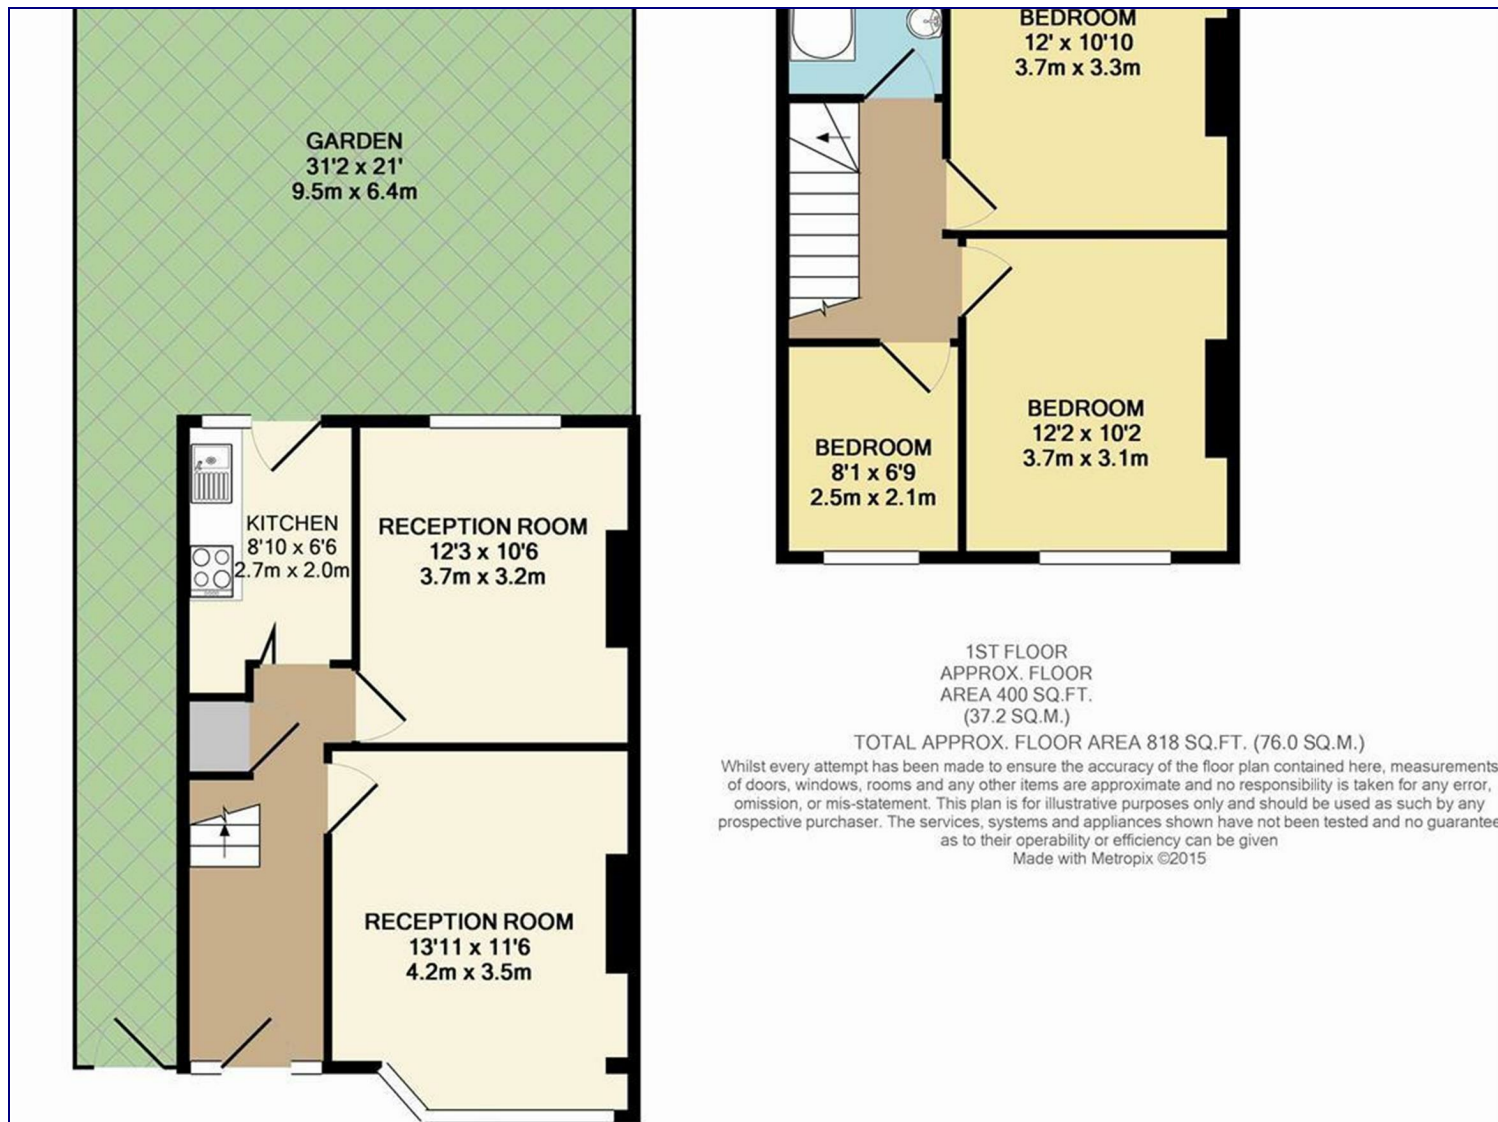 GARDEN
31'2 x 21'
9.5m x 6.4m
KITCHEN
8'10 x 6'6
2.7m x 2.0m
RECEPTION ROOM
12'3 x 10'6
3.7m x 3.2m
RECEPTION ROOM
13'11 x 11'6
4.2m x 3.5m
BEDROOM
12' x 10'10
3.7m x 3.3m
BEDROOM
12'2 x 10'2
3.7m x 3.1m
BEDROOM
8'1 x 6'9
2.5m x 2.1m
1ST FLOOR
APPROX. FLOOR
AREA 400 SQ.FT.
(37.2 SQ.M.)
TOTAL APPROX. FLOOR AREA 818 SQ.FT. (76.0 SQ.M.)
Whilst every attempt has been made to ensure the accuracy of the floor plan contained here, measurements
of doors, windows, rooms and any other items are approximate and no responsibility is taken for any error,
omission, or mis-statement. This plan is for illustrative purposes only and should be used as such by any
prospective purchaser. The services, systems and appliances shown have not been tested and no guarantee
as to their operability or efficiency can be given
Made with Metropix ©2015